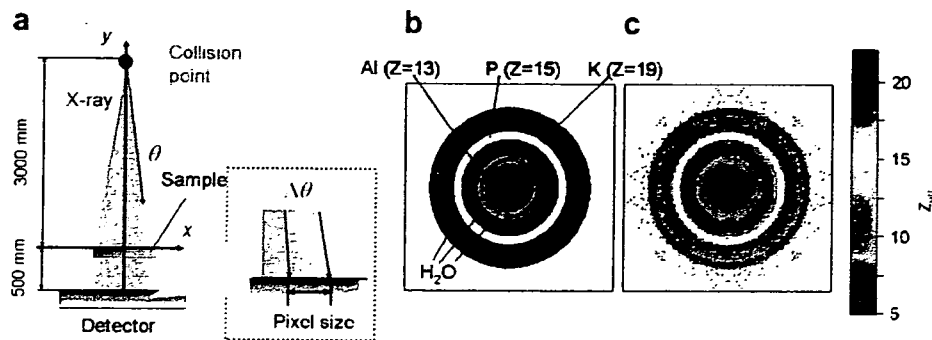 a
y
Collision
point
X-ray
3000 mm
θ
Sample
x
500 mm
Detector
Δθ
Pixel size
b
Al (Z=13)
P (Z=15)
K (Z=19)
H₂O
c
20
15
10
5
Z_eff